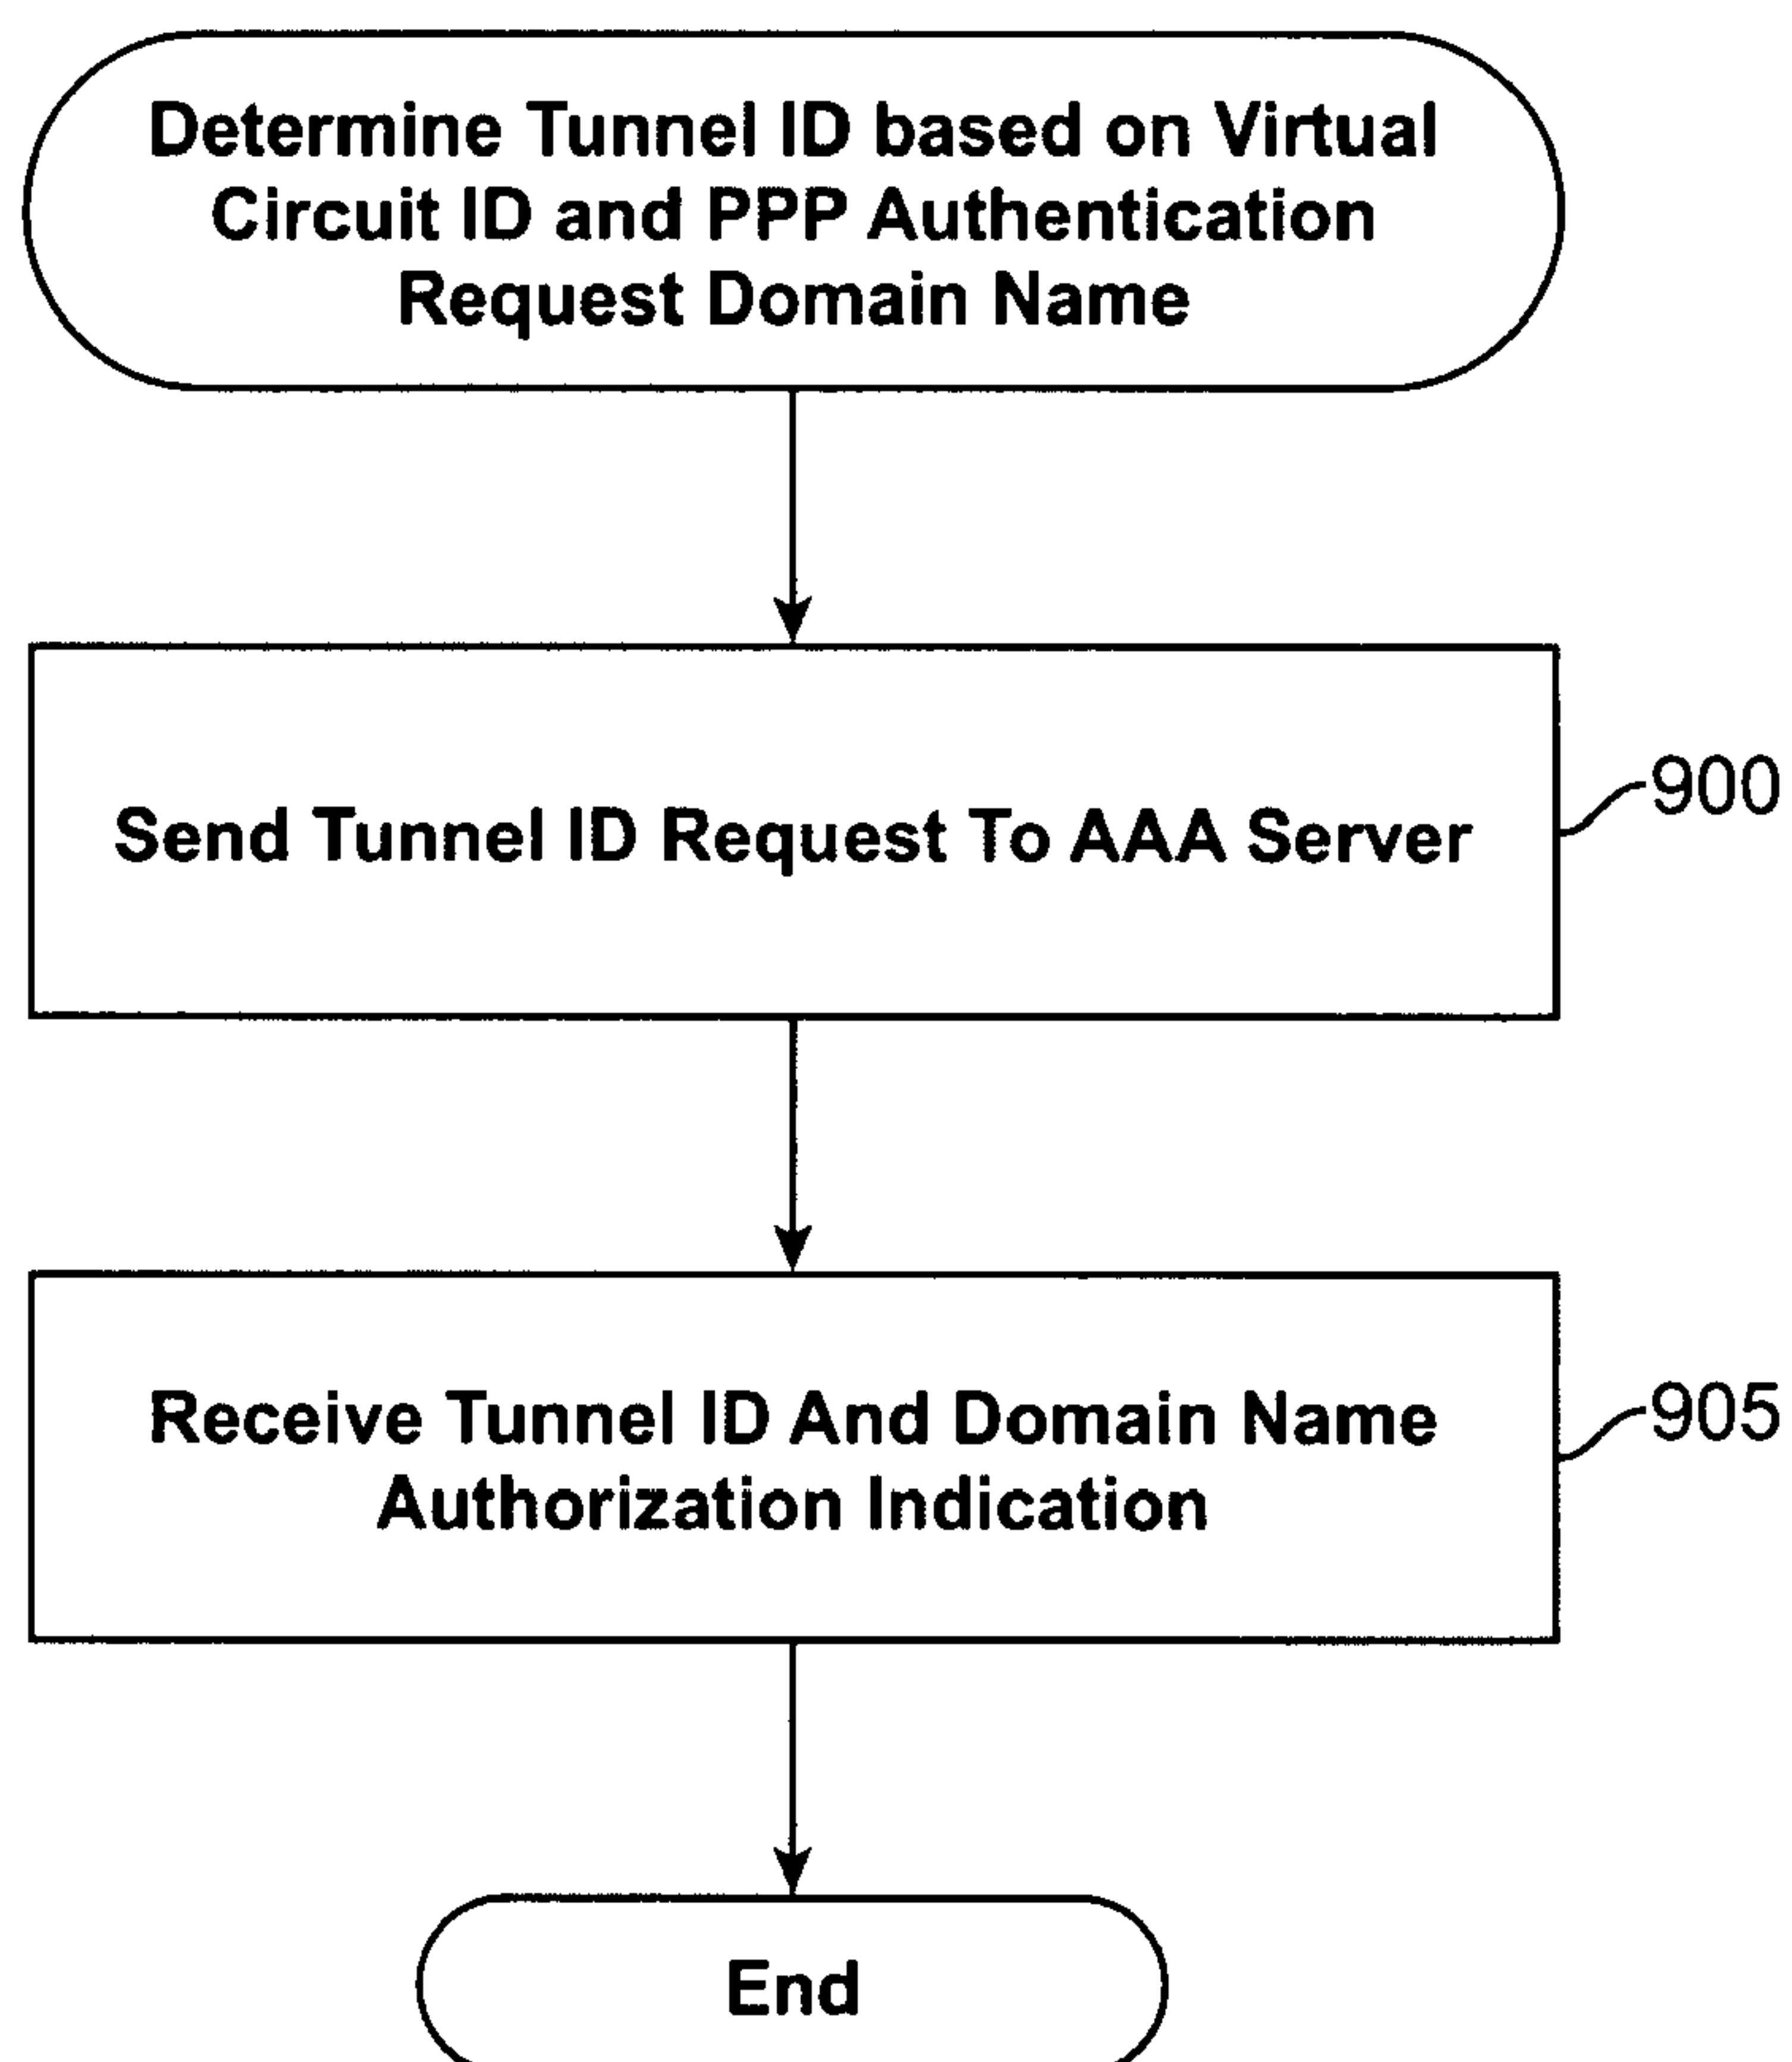 Determine Tunnel ID based on Virtual
Circuit ID and PPP Authentication
Request Domain Name
Send Tunnel ID Request To AAA Server
900
Receive Tunnel ID And Domain Name
Authorization Indication
905
End